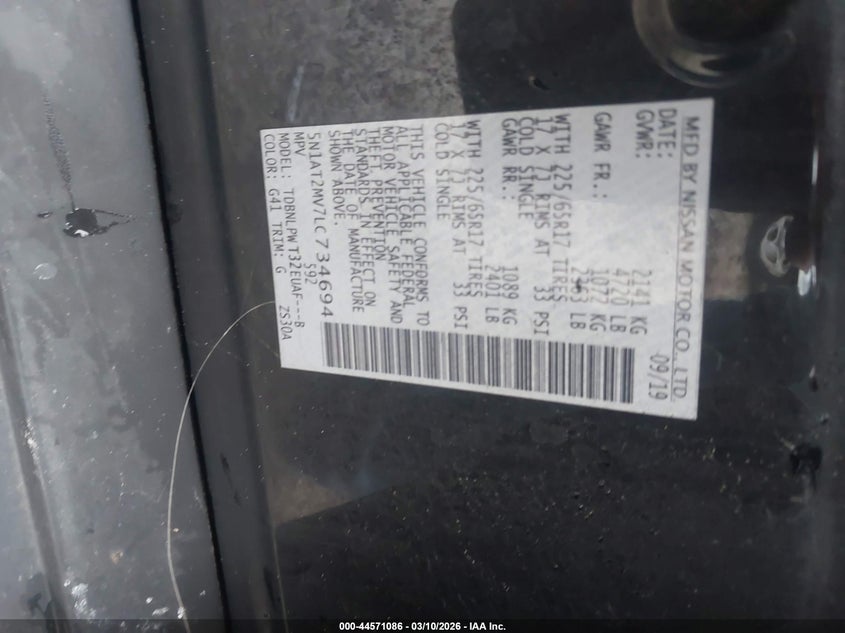 MFD BY NISSAN MOTOR CO., LTD.
DATE: 09/19
GVWR: 2141 KG
4720 LB
GAWR FR.: 1072 KG
LB
WITH 225/65R17 TIRES
17 X 7J RIMS AT 33 PSI
COLD SINGLE
GAWR RR.: 1089 KG
2401 LB
WITH 225/65R17 TIRES
17 X 7J RIMS AT 33 PSI
COLD SINGLE
THIS VEHICLE CONFORMS TO
ALL APPLICABLE FEDERAL
MOTOR VEHICLE SAFETY AND
THEFT PREVENTION
STANDARDS IN EFFECT ON
THE DATE OF MANUFACTURE
SHOWN ABOVE.
5N1AT2MV7LC734694
MPV 592
MODEL: TDBNLPWT32EUAF---B
COLOR: G41 TRIM: G ZS30A
000-44571086 - 03/10/2026 - IAA Inc.